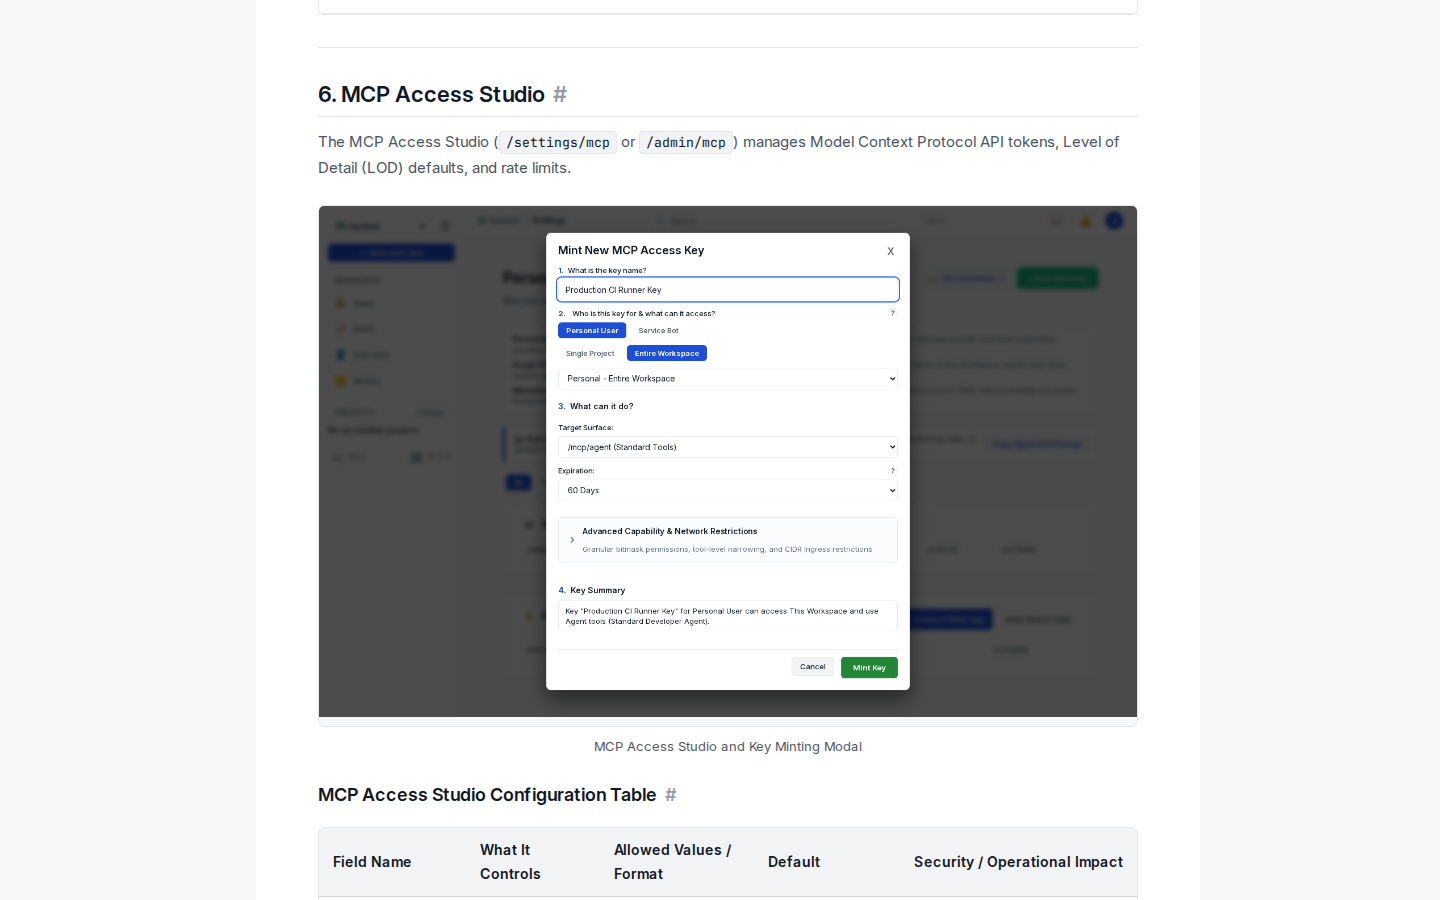 6. MCP Access Studio #
The MCP Access Studio ( /settings/mcp or /admin/mcp ) manages Model Context Protocol API tokens, Level of
Detail (LOD) defaults, and rate limits.
Mint New MCP Access Key X
1. What is the key name?
Production CI Runner Key
2. Who is this key for & what can it access? ?
Personal User Service Bot
Single Project Entire Workspace
Personal - Entire Workspace
3. What can it do?
Target Surface:
/mcp/agent (Standard Tools)
Expiration: ?
60 Days
Advanced Capability & Network Restrictions
Granular bitmask permissions, tool-level narrowing, and CIDR ingress restrictions
4. Key Summary
Key "Production CI Runner Key" for Personal User can access This Workspace and use
Agent tools (Standard Developer Agent).
Cancel Mint Key
MCP Access Studio and Key Minting Modal
MCP Access Studio Configuration Table #
Field Name
What It
Controls
Allowed Values /
Format
Default
Security / Operational Impact